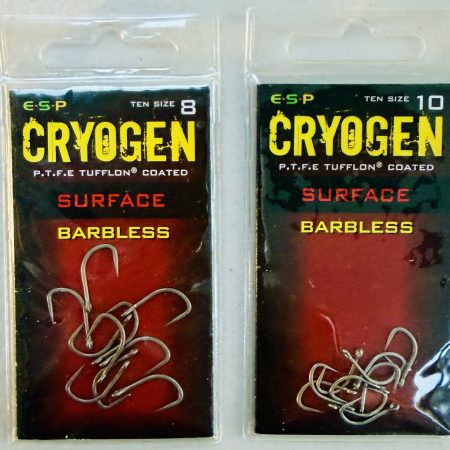 E·S·P TEN SIZE 8
CRYOGEN
P.T.F.E TUFFLON® COATED
SURFACE
BARBLESS
E·S·P TEN SIZE 10
CRYOGEN
P.T.F.E TUFFLON® COATED
SURFACE
BARBLESS